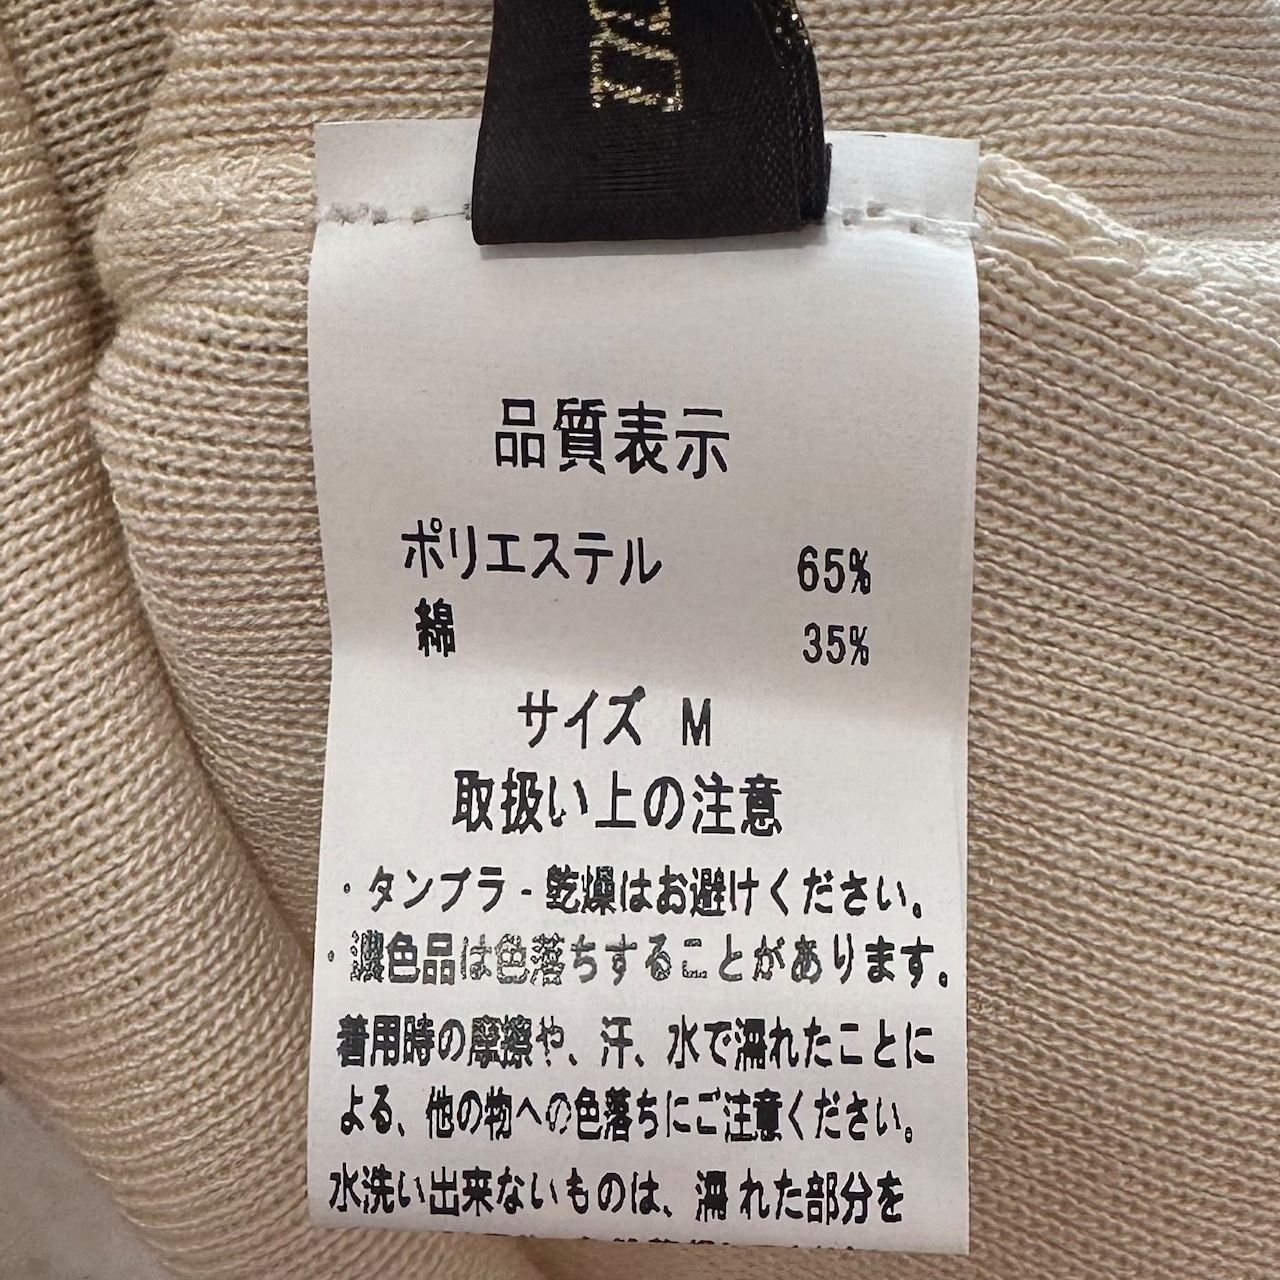 品質表示
ポリエステル 65%
綿 35%
サイズ M
取扱い上の注意
・タンブラ-乾燥はお避けください。
・濃色品は色落ちすることがあります。
着用時の摩擦や、汗、水で濡れたことに
よる、他の物への色落ちにご注意ください。
水洗い出来ないものは、濡れた部分を